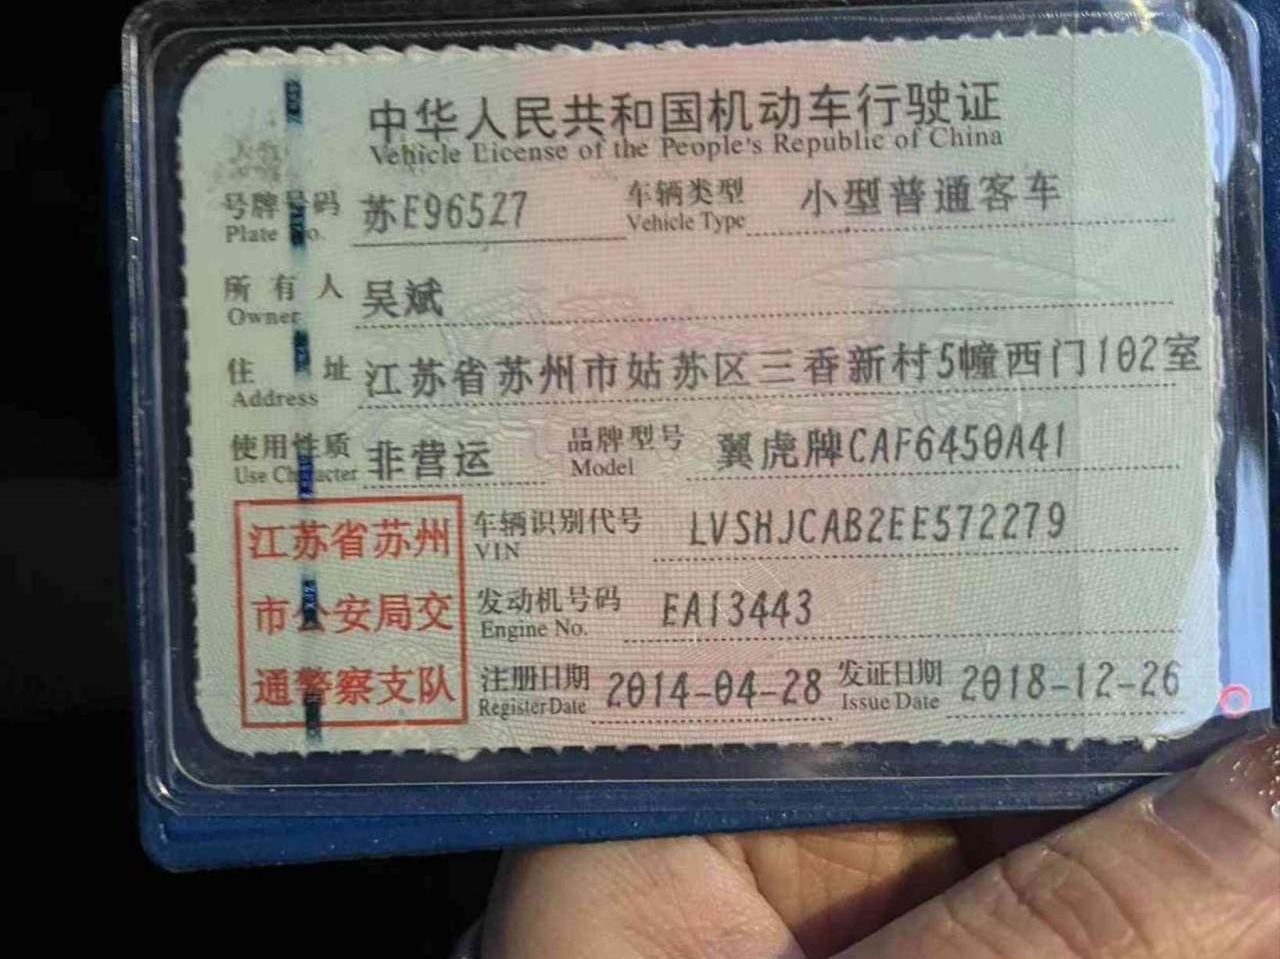 中华人民共和国机动车行驶证
Vehicle License of the People's Republic of China
号牌号码 苏E96527 车辆类型 小型普通客车
Plate No. Vehicle Type
所有人 吴斌
Owner
住址 江苏省苏州市姑苏区三香新村5幢西门102室
Address
使用性质 非营运 品牌型号 翼虎牌CAF6450A41
Use Character Model
江苏省苏州
市公安局交
通警察支队
车辆识别代号 LVSHJCAB2EE572279
VIN
发动机号码 EA13443
Engine No.
注册日期 2014-04-28 发证日期 2018-12-26
Register Date Issue Date